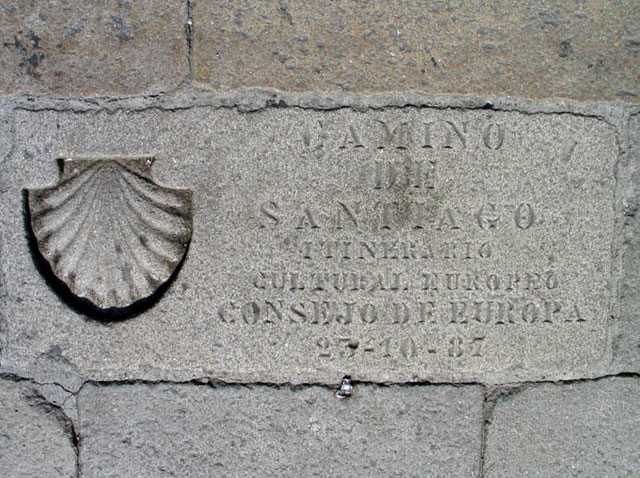 CAMINO
DE
SANTIAGO
ITINERARIO
CULTURAL EUROPEO
CONSEJO DE EUROPA
23-10-87